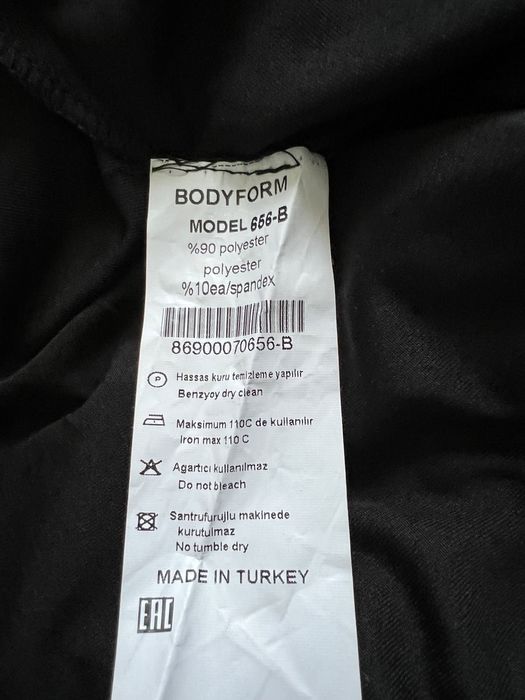 BODYFORM
MODEL 656-B
%90 polyester
polyester
%10ea/spandex
86900070656-B
P
Hassas kuru temizleme yapılır
Benzyoy dry clean
Maksimum 110C de kullanılır
Iron max 110 C
Agartıcı kullanılmaz
Do not bleach
Santrufurujlu makinede
kurutulmaz
No tumble dry
MADE IN TURKEY
EAC